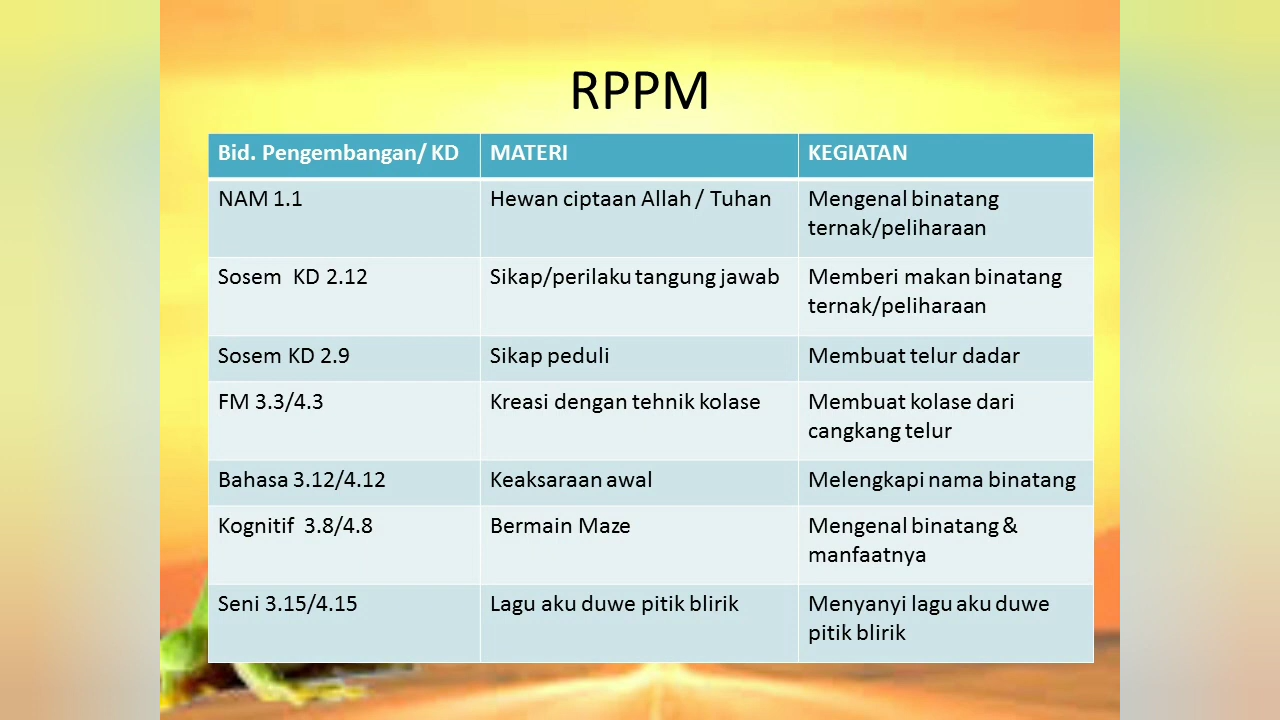 RPPM
Bid. Pengembangan/ KD MATERI KEGIATAN
NAM 1.1 Hewan ciptaan Allah / Tuhan Mengenal binatang
ternak/peliharaan
Sosem KD 2.12 Sikap/perilaku tangung jawab Memberi makan binatang
ternak/peliharaan
Sosem KD 2.9 Sikap peduli Membuat telur dadar
FM 3.3/4.3 Kreasi dengan tehnik kolase Membuat kolase dari
cangkang telur
Bahasa 3.12/4.12 Keaksaraan awal Melengkapi nama binatang
Kognitif 3.8/4.8 Bermain Maze Mengenal binatang &
manfaatnya
Seni 3.15/4.15 Lagu aku duwe pitik blirik Menyanyi lagu aku duwe
pitik blirik